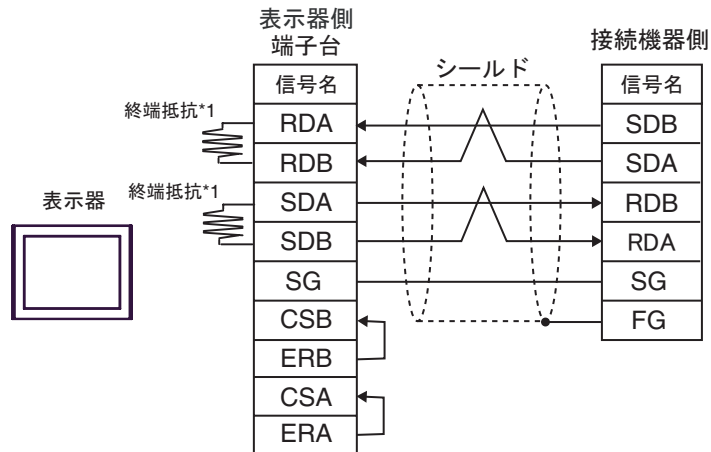 表示器側
端子台
接続機器側
シールド
信号名
信号名
終端抵抗*1
RDA
SDB
RDB
SDA
終端抵抗*1
表示器
SDA
RDB
SDB
RDA
SG
SG
CSB
FG
ERB
CSA
ERA